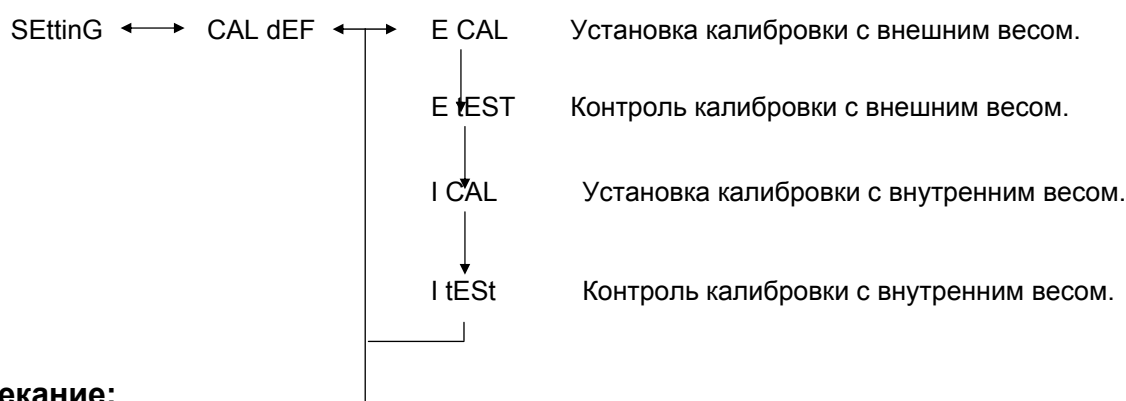 SEttinG CAL dEF E CAL Установка калибровки с внешним весом.
E tEST Контроль калибровки с внешним весом.
I CAL Установка калибровки с внутренним весом.
I tESt Контроль калибровки с внутренним весом.
екание: